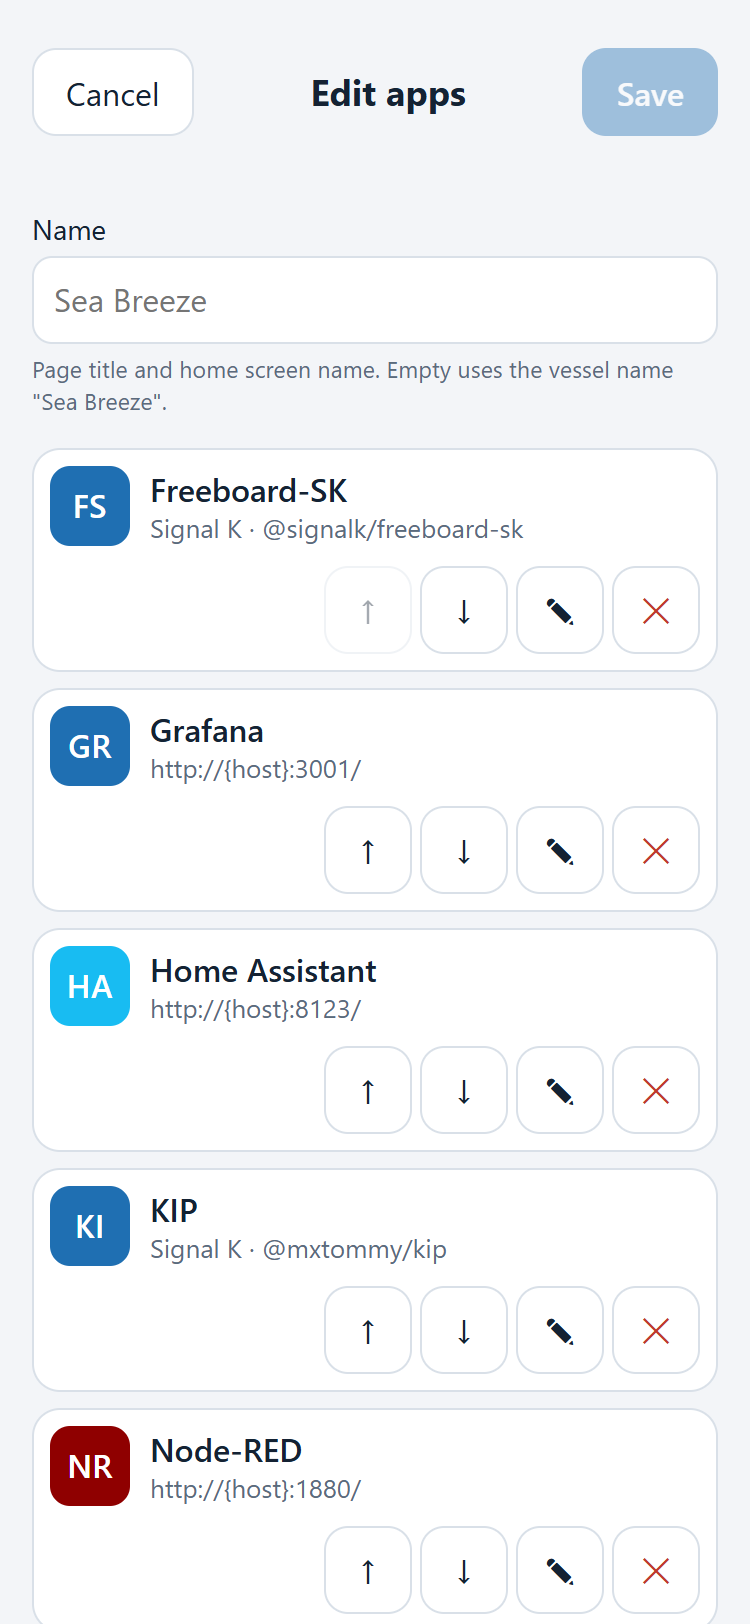 Cancel
Edit apps
Save
Name
Sea Breeze
Page title and home screen name. Empty uses the vessel name
"Sea Breeze".
FS
Freeboard-SK
Signal K · @signalk/freeboard-sk
↑ ↓
GR
Grafana
http://{host}:3001/
↑ ↓
HA
Home Assistant
http://{host}:8123/
↑ ↓
KI
KIP
Signal K · @mxtommy/kip
↑ ↓
NR
Node-RED
http://{host}:1880/
↑ ↓